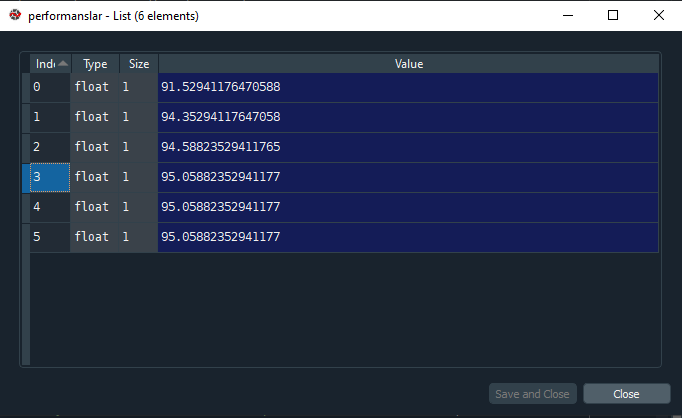 performanslar - List (6 elements)
Inde Type Size Value
0 float 1 91.52941176470588
1 float 1 94.35294117647058
2 float 1 94.58823529411765
3 float 1 95.05882352941177
4 float 1 95.05882352941177
5 float 1 95.05882352941177
Save and Close Close